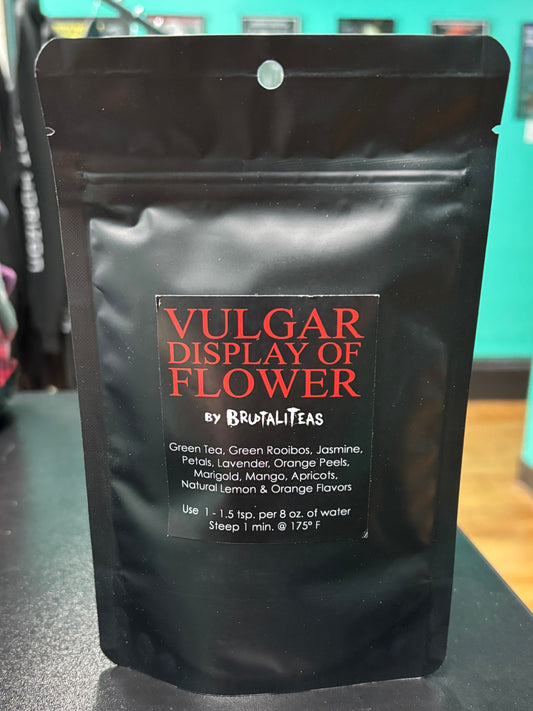 VULGAR
DISPLAY OF
FLOWER
BY BRUTALITEAS
Green Tea, Green Rooibos, Jasmine,
Petals, Lavender, Orange Peels,
Marigold, Mango, Apricots,
Natural Lemon & Orange Flavors
Use 1 - 1.5 tsp. per 8 oz. of water
Steep 1 min. @ 175° F